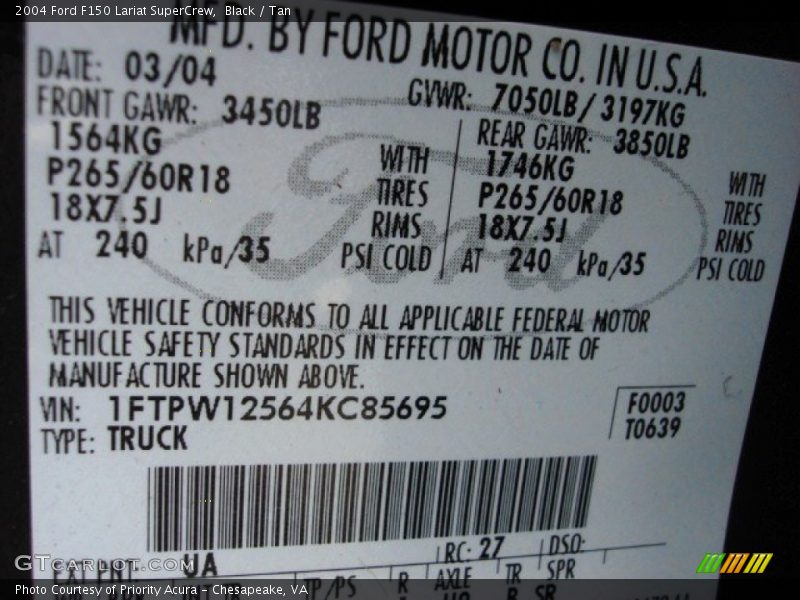 2004 Ford F150 Lariat SuperCrew, Black / Tan
MFD. BY FORD MOTOR CO. IN U.S.A.
DATE: 03/04
GVWR: 7050LB/ 3197KG
FRONT GAWR: 3450LB
REAR GAWR: 3850LB
1564KG WITH
1746KG WITH
P265/60R18 TIRES
P265/60R18 TIRES
18X7.5J RIMS
18X7.5J RIMS
AT 240 kPa/35 PSI COLD
AT 240 kPa/35 PSI COLD
Ford
THIS VEHICLE CONFORMS TO ALL APPLICABLE FEDERAL MOTOR
VEHICLE SAFETY STANDARDS IN EFFECT ON THE DATE OF
MANUFACTURE SHOWN ABOVE.
VIN: 1FTPW12564KC85695
F0003
TYPE: TRUCK
T0639
RC: 27 DSO:
EXT PNT: UA
TP/PS R AXLE TR SPR
GTcarlot.com
Photo Courtesy of Priority Acura - Chesapeake, VA